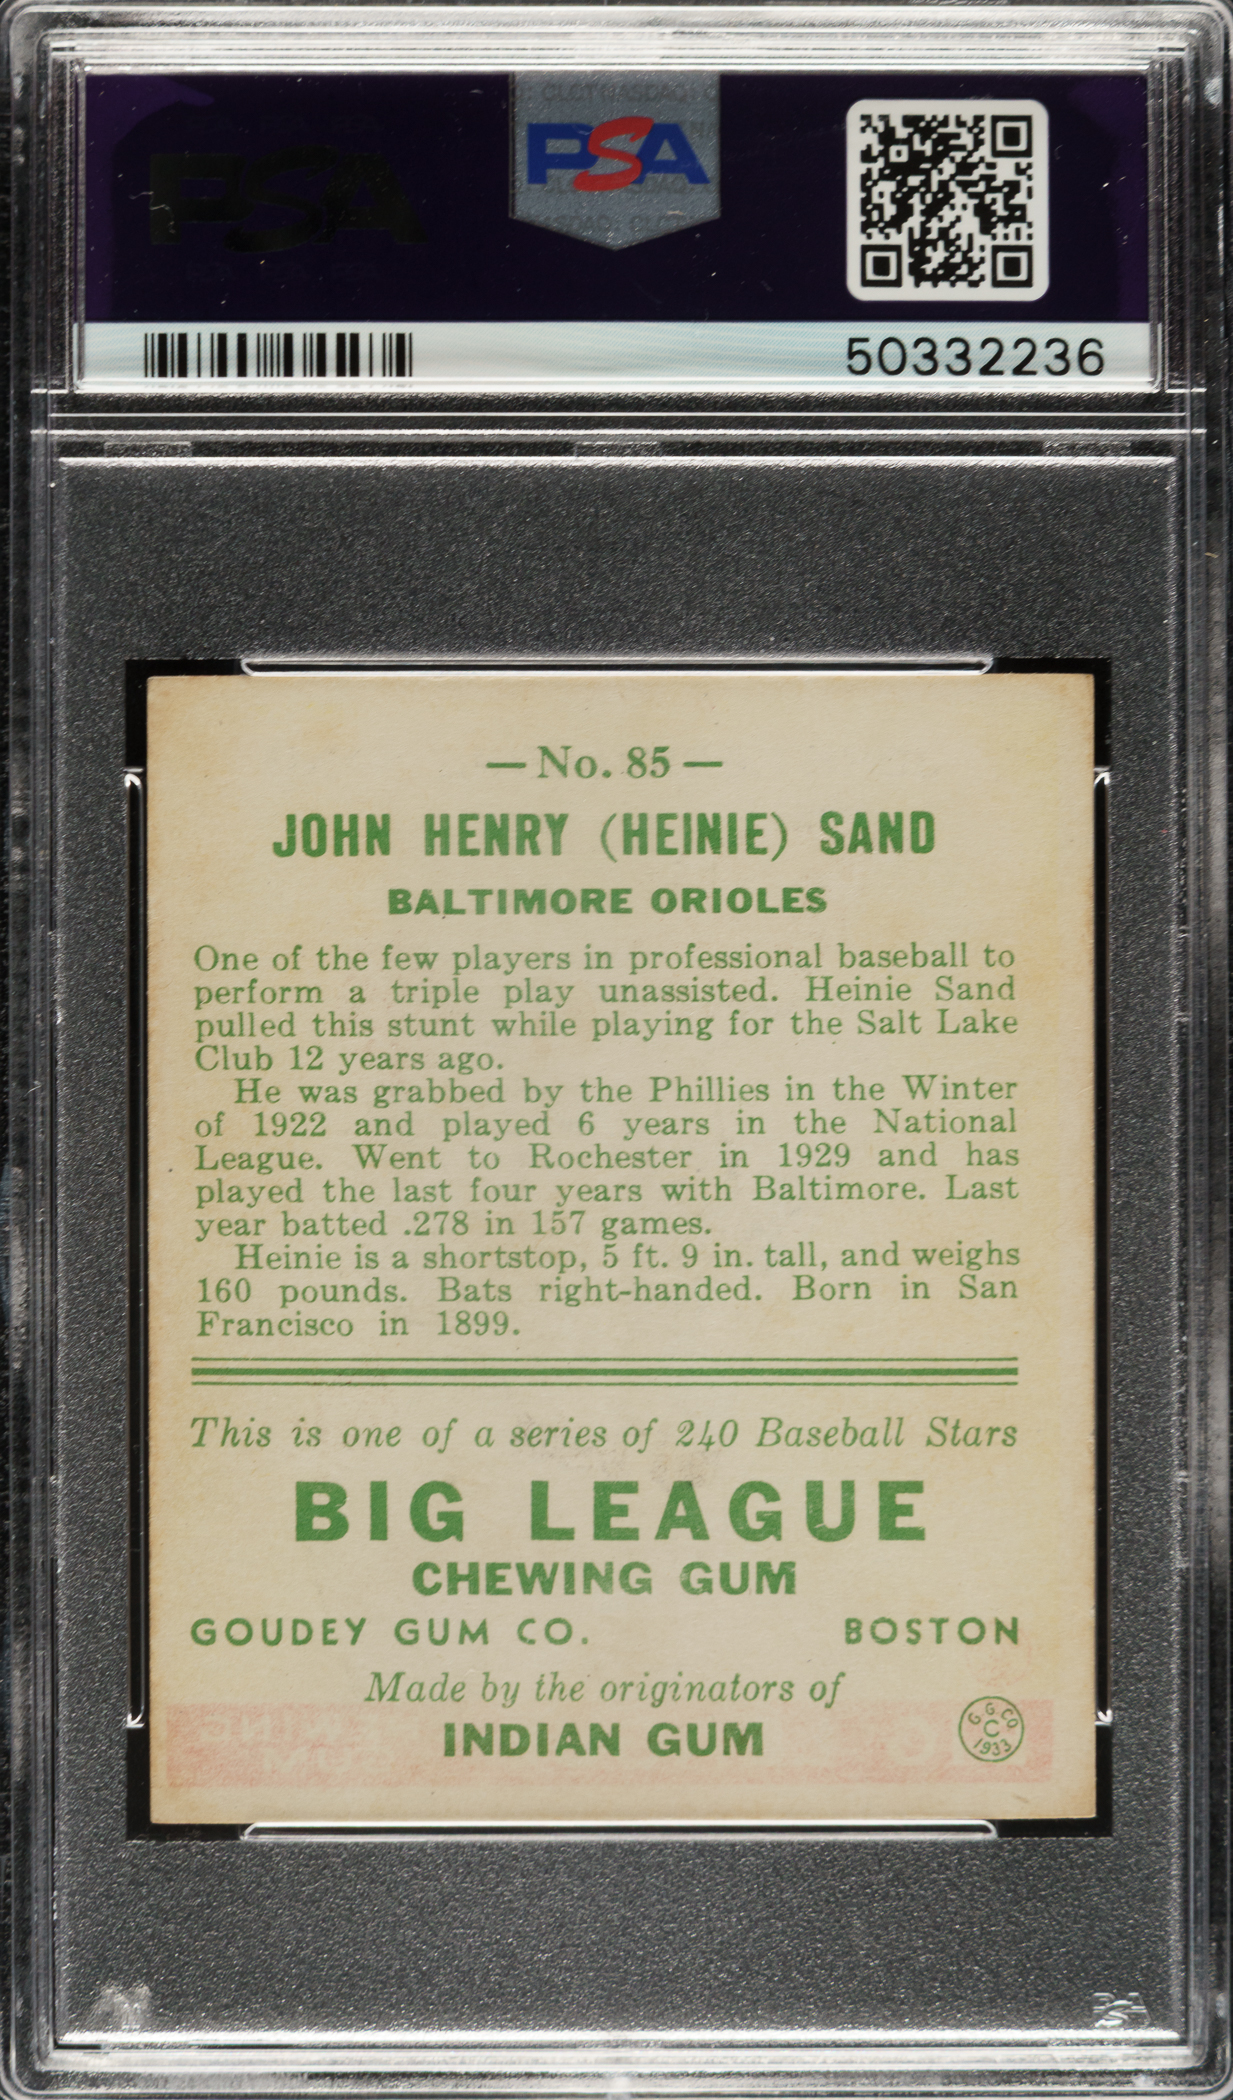 PSA
PSA
50332236
— No. 85 —
JOHN HENRY (HEINIE) SAND
BALTIMORE ORIOLES
One of the few players in professional baseball to
perform a triple play unassisted. Heinie Sand
pulled this stunt while playing for the Salt Lake
Club 12 years ago.
He was grabbed by the Phillies in the Winter
of 1922 and played 6 years in the National
League. Went to Rochester in 1929 and has
played the last four years with Baltimore. Last
year batted .278 in 157 games.
Heinie is a shortstop, 5 ft. 9 in. tall, and weighs
160 pounds. Bats right-handed. Born in San
Francisco in 1899.
This is one of a series of 240 Baseball Stars
BIG LEAGUE
CHEWING GUM
GOUDEY GUM CO. BOSTON
Made by the originators of
INDIAN GUM
G. G. CO
C
1933
PSA